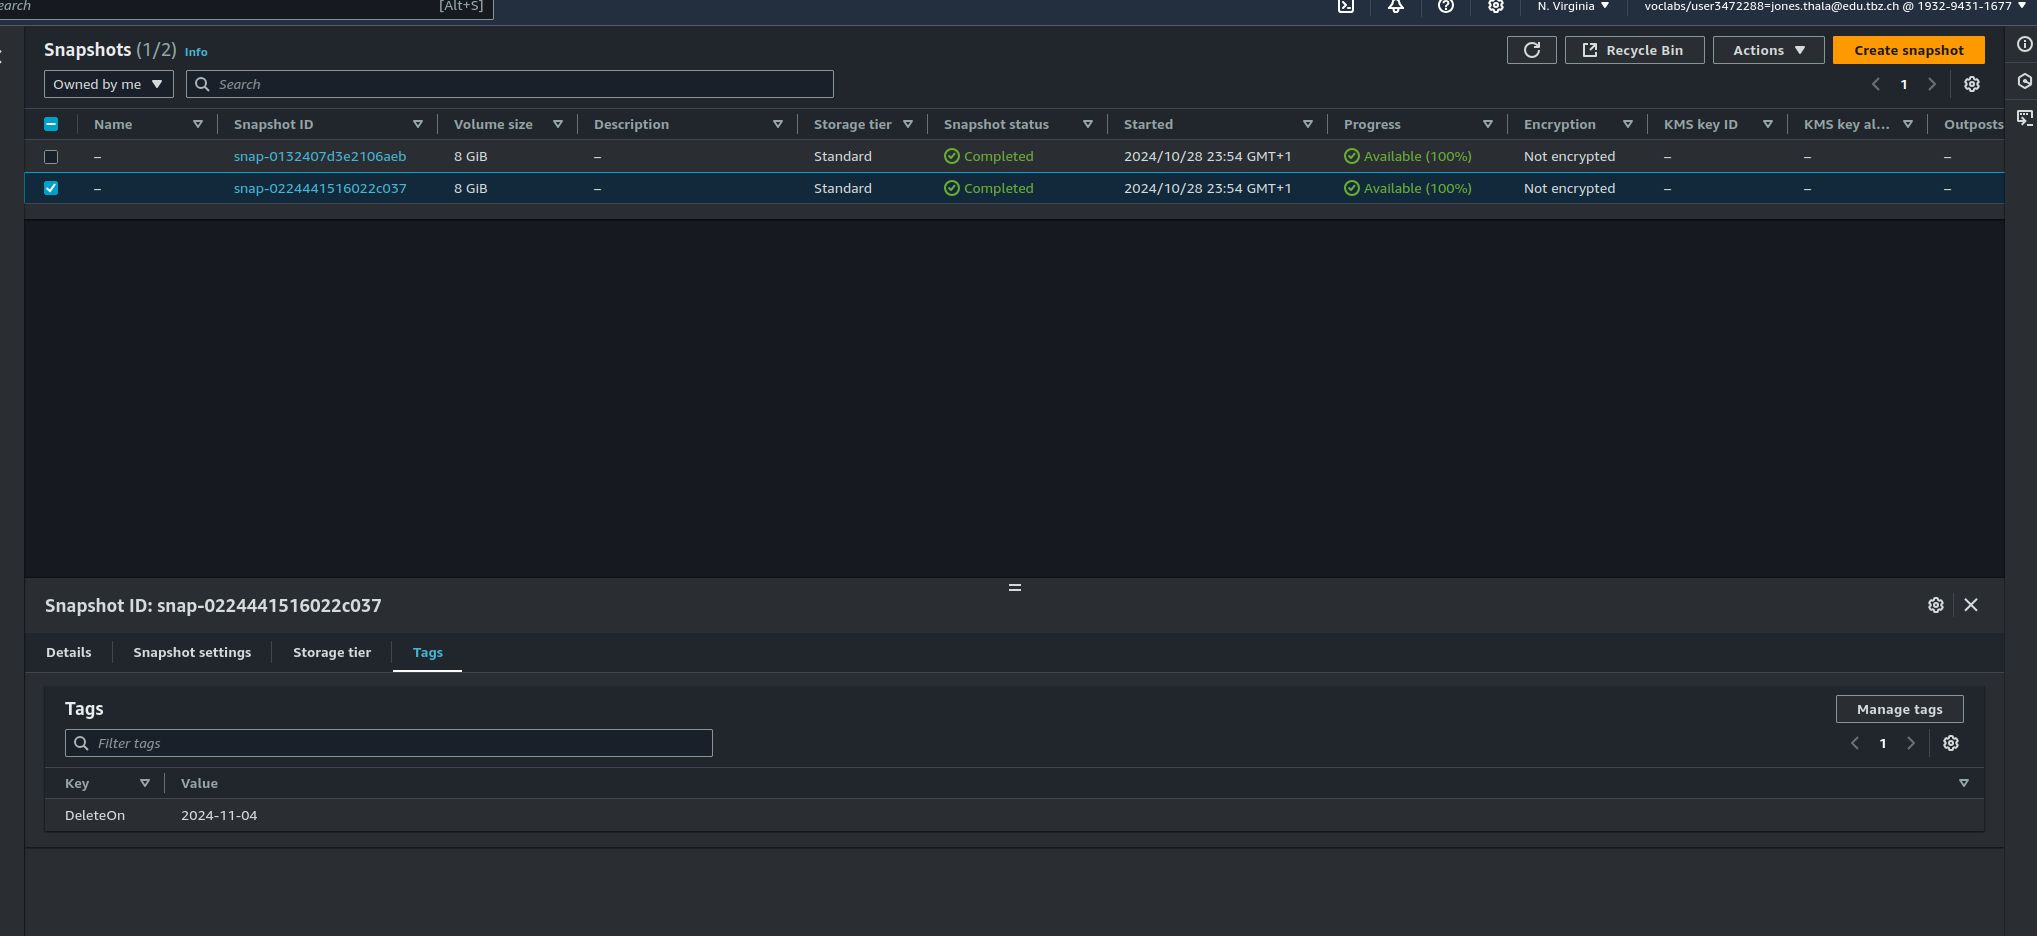 [Alt+S] N. Virginia voclabs/user3472288=jones.thala@edu.tbz.ch @ 1932-9431-1677
Snapshots (1/2) Info Recycle Bin Actions Create snapshot
Owned by me Search 1
Name Snapshot ID Volume size Description Storage tier Snapshot status Started Progress Encryption KMS key ID KMS key al... Outposts
– snap-0132407d3e2106aeb 8 GiB – Standard Completed 2024/10/28 23:54 GMT+1 Available (100%) Not encrypted – – –
– snap-0224441516022c037 8 GiB – Standard Completed 2024/10/28 23:54 GMT+1 Available (100%) Not encrypted – – –
Snapshot ID: snap-0224441516022c037
Details Snapshot settings Storage tier Tags
Tags Manage tags
Filter tags 1
Key Value
DeleteOn 2024-11-04